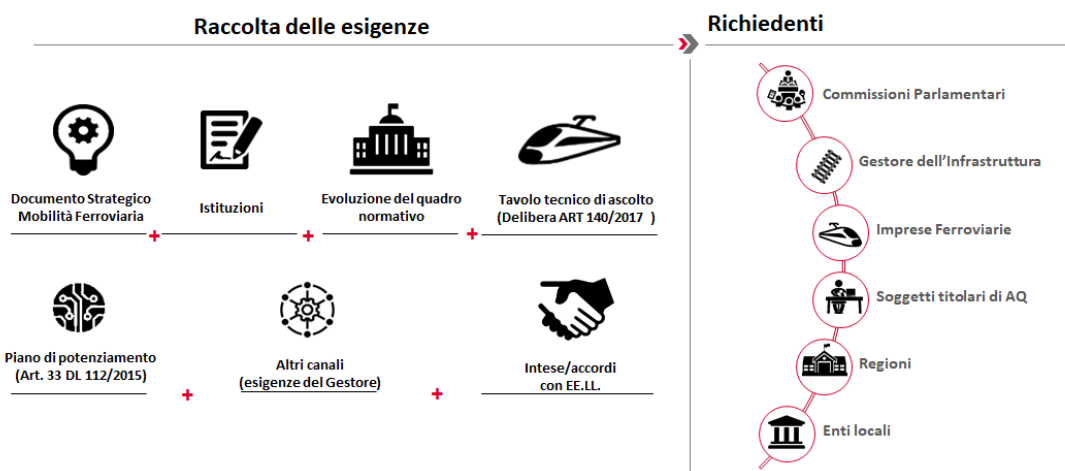 Raccolta delle esigenze
Documento Strategico
Mobilità Ferroviaria
+
Istituzioni
+
Evoluzione del quadro
normativo
+
Tavolo tecnico di ascolto
(Delibera ART 140/2017 )
Piano di potenziamento
(Art. 33 DL 112/2015)
+
Altri canali
(esigenze del Gestore)
+
Intese/accordi
con EE.LL.
Richiedenti
Commissioni Parlamentari
Gestore dell'Infrastruttura
Imprese Ferroviarie
Soggetti titolari di AQ
Regioni
Enti locali